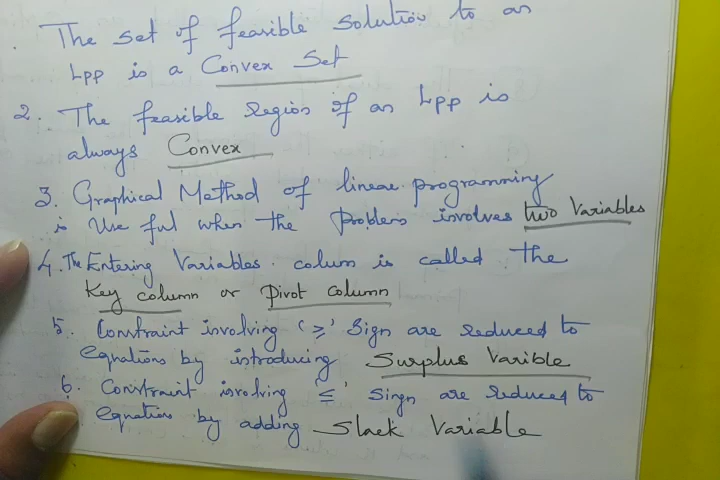 . The set of feasible solution to an
Lpp is a Convex Set
2. The feasible region of an Lpp is
always Convex
3. Graphical Method of linear programming
is Use ful when the problem involves two Variables
4. The Entering Variables column is called the
Key column or Pivot column
5. Constraint involving '≥' Sign are reduced to
equations by introducing Surplus Varible
6. Constraint involving '≤' Sign are reduced to
equation by adding Slack Variable